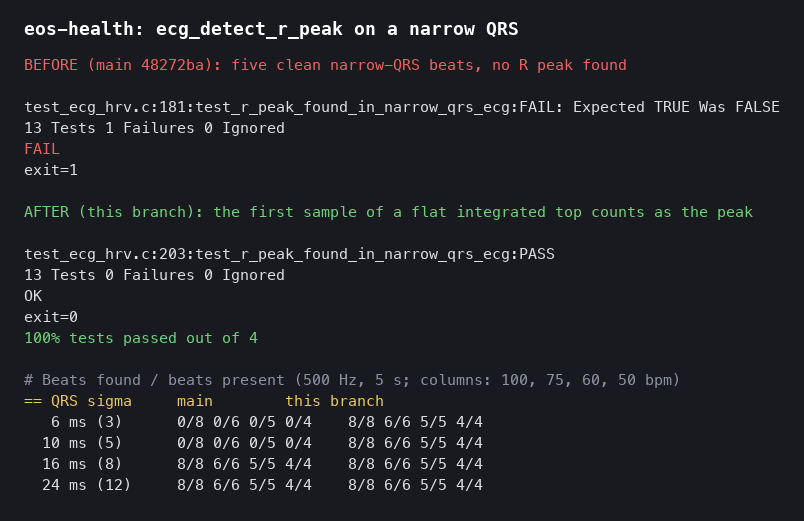 eos-health: ecg_detect_r_peak on a narrow QRS
BEFORE (main 48272ba): five clean narrow-QRS beats, no R peak found
test_ecg_hrv.c:181:test_r_peak_found_in_narrow_qrs_ecg:FAIL: Expected TRUE Was FALSE
13 Tests 1 Failures 0 Ignored
FAIL
exit=1
AFTER (this branch): the first sample of a flat integrated top counts as the peak
test_ecg_hrv.c:203:test_r_peak_found_in_narrow_qrs_ecg:PASS
13 Tests 0 Failures 0 Ignored
OK
exit=0
100% tests passed out of 4
# Beats found / beats present (500 Hz, 5 s; columns: 100, 75, 60, 50 bpm)
== QRS sigma     main        this branch
6 ms (3)      0/8 0/6 0/5 0/4    8/8 6/6 5/5 4/4
10 ms (5)      0/8 0/6 0/5 0/4    8/8 6/6 5/5 4/4
16 ms (8)      8/8 6/6 5/5 4/4    8/8 6/6 5/5 4/4
24 ms (12)     8/8 6/6 5/5 4/4    8/8 6/6 5/5 4/4